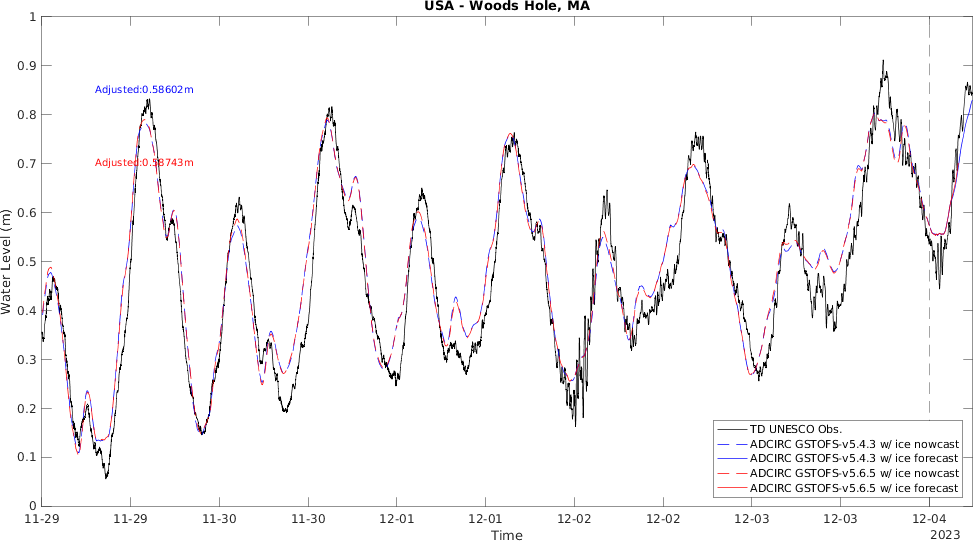 USA - Woods Hole, MA
1
0.9
0.8
0.7
0.6
0.5
0.4
0.3
0.2
0.1
0
Water Level (m)
Adjusted:0.58602m
Adjusted:0.58743m
TD UNESCO Obs.
ADCIRC GSTOFS-v5.4.3 w/ ice nowcast
ADCIRC GSTOFS-v5.4.3 w/ ice forecast
ADCIRC GSTOFS-v5.6.5 w/ ice nowcast
ADCIRC GSTOFS-v5.6.5 w/ ice forecast
11-29 11-29 11-30 11-30 12-01 12-01 12-02 12-02 12-03 12-03 12-04
Time
2023